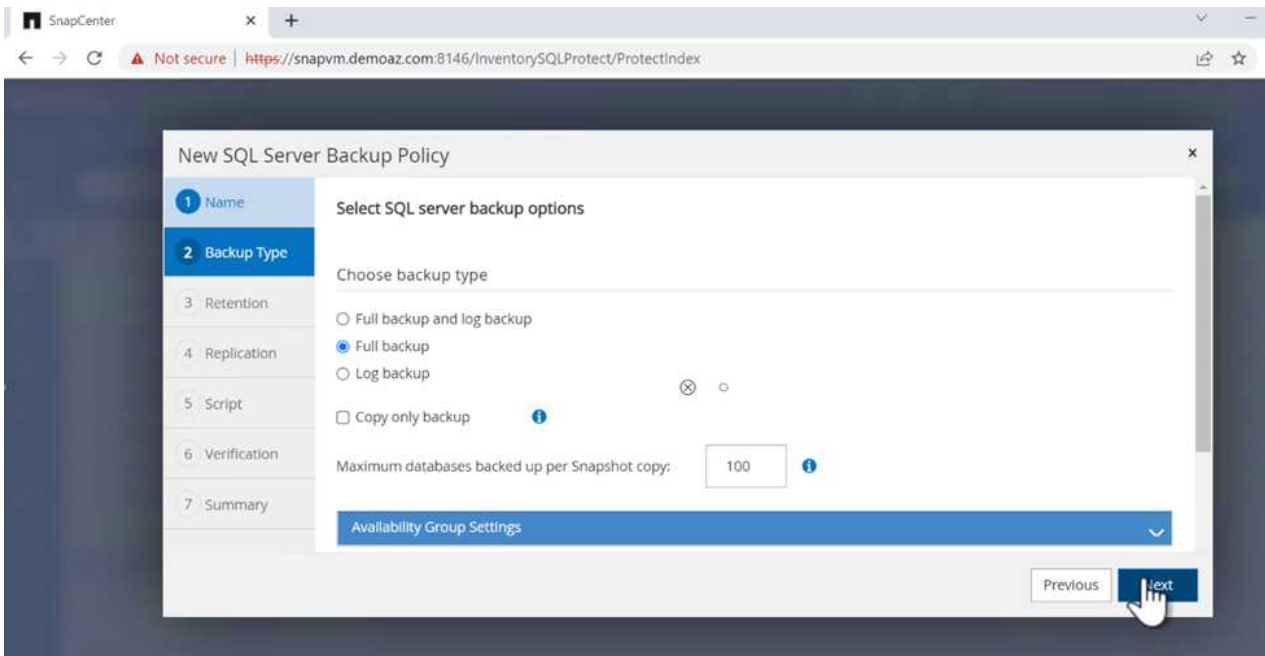 SnapCenter
Not secure | https://snapvm.demoaz.com:8146/InventorySQLProtect/ProtectIndex
New SQL Server Backup Policy
1 Name
2 Backup Type
3 Retention
4 Replication
5 Script
6 Verification
7 Summary
Select SQL server backup options
Choose backup type
Full backup and log backup
Full backup
Log backup
Copy only backup
Maximum databases backed up per Snapshot copy: 100
Availability Group Settings
Previous Next